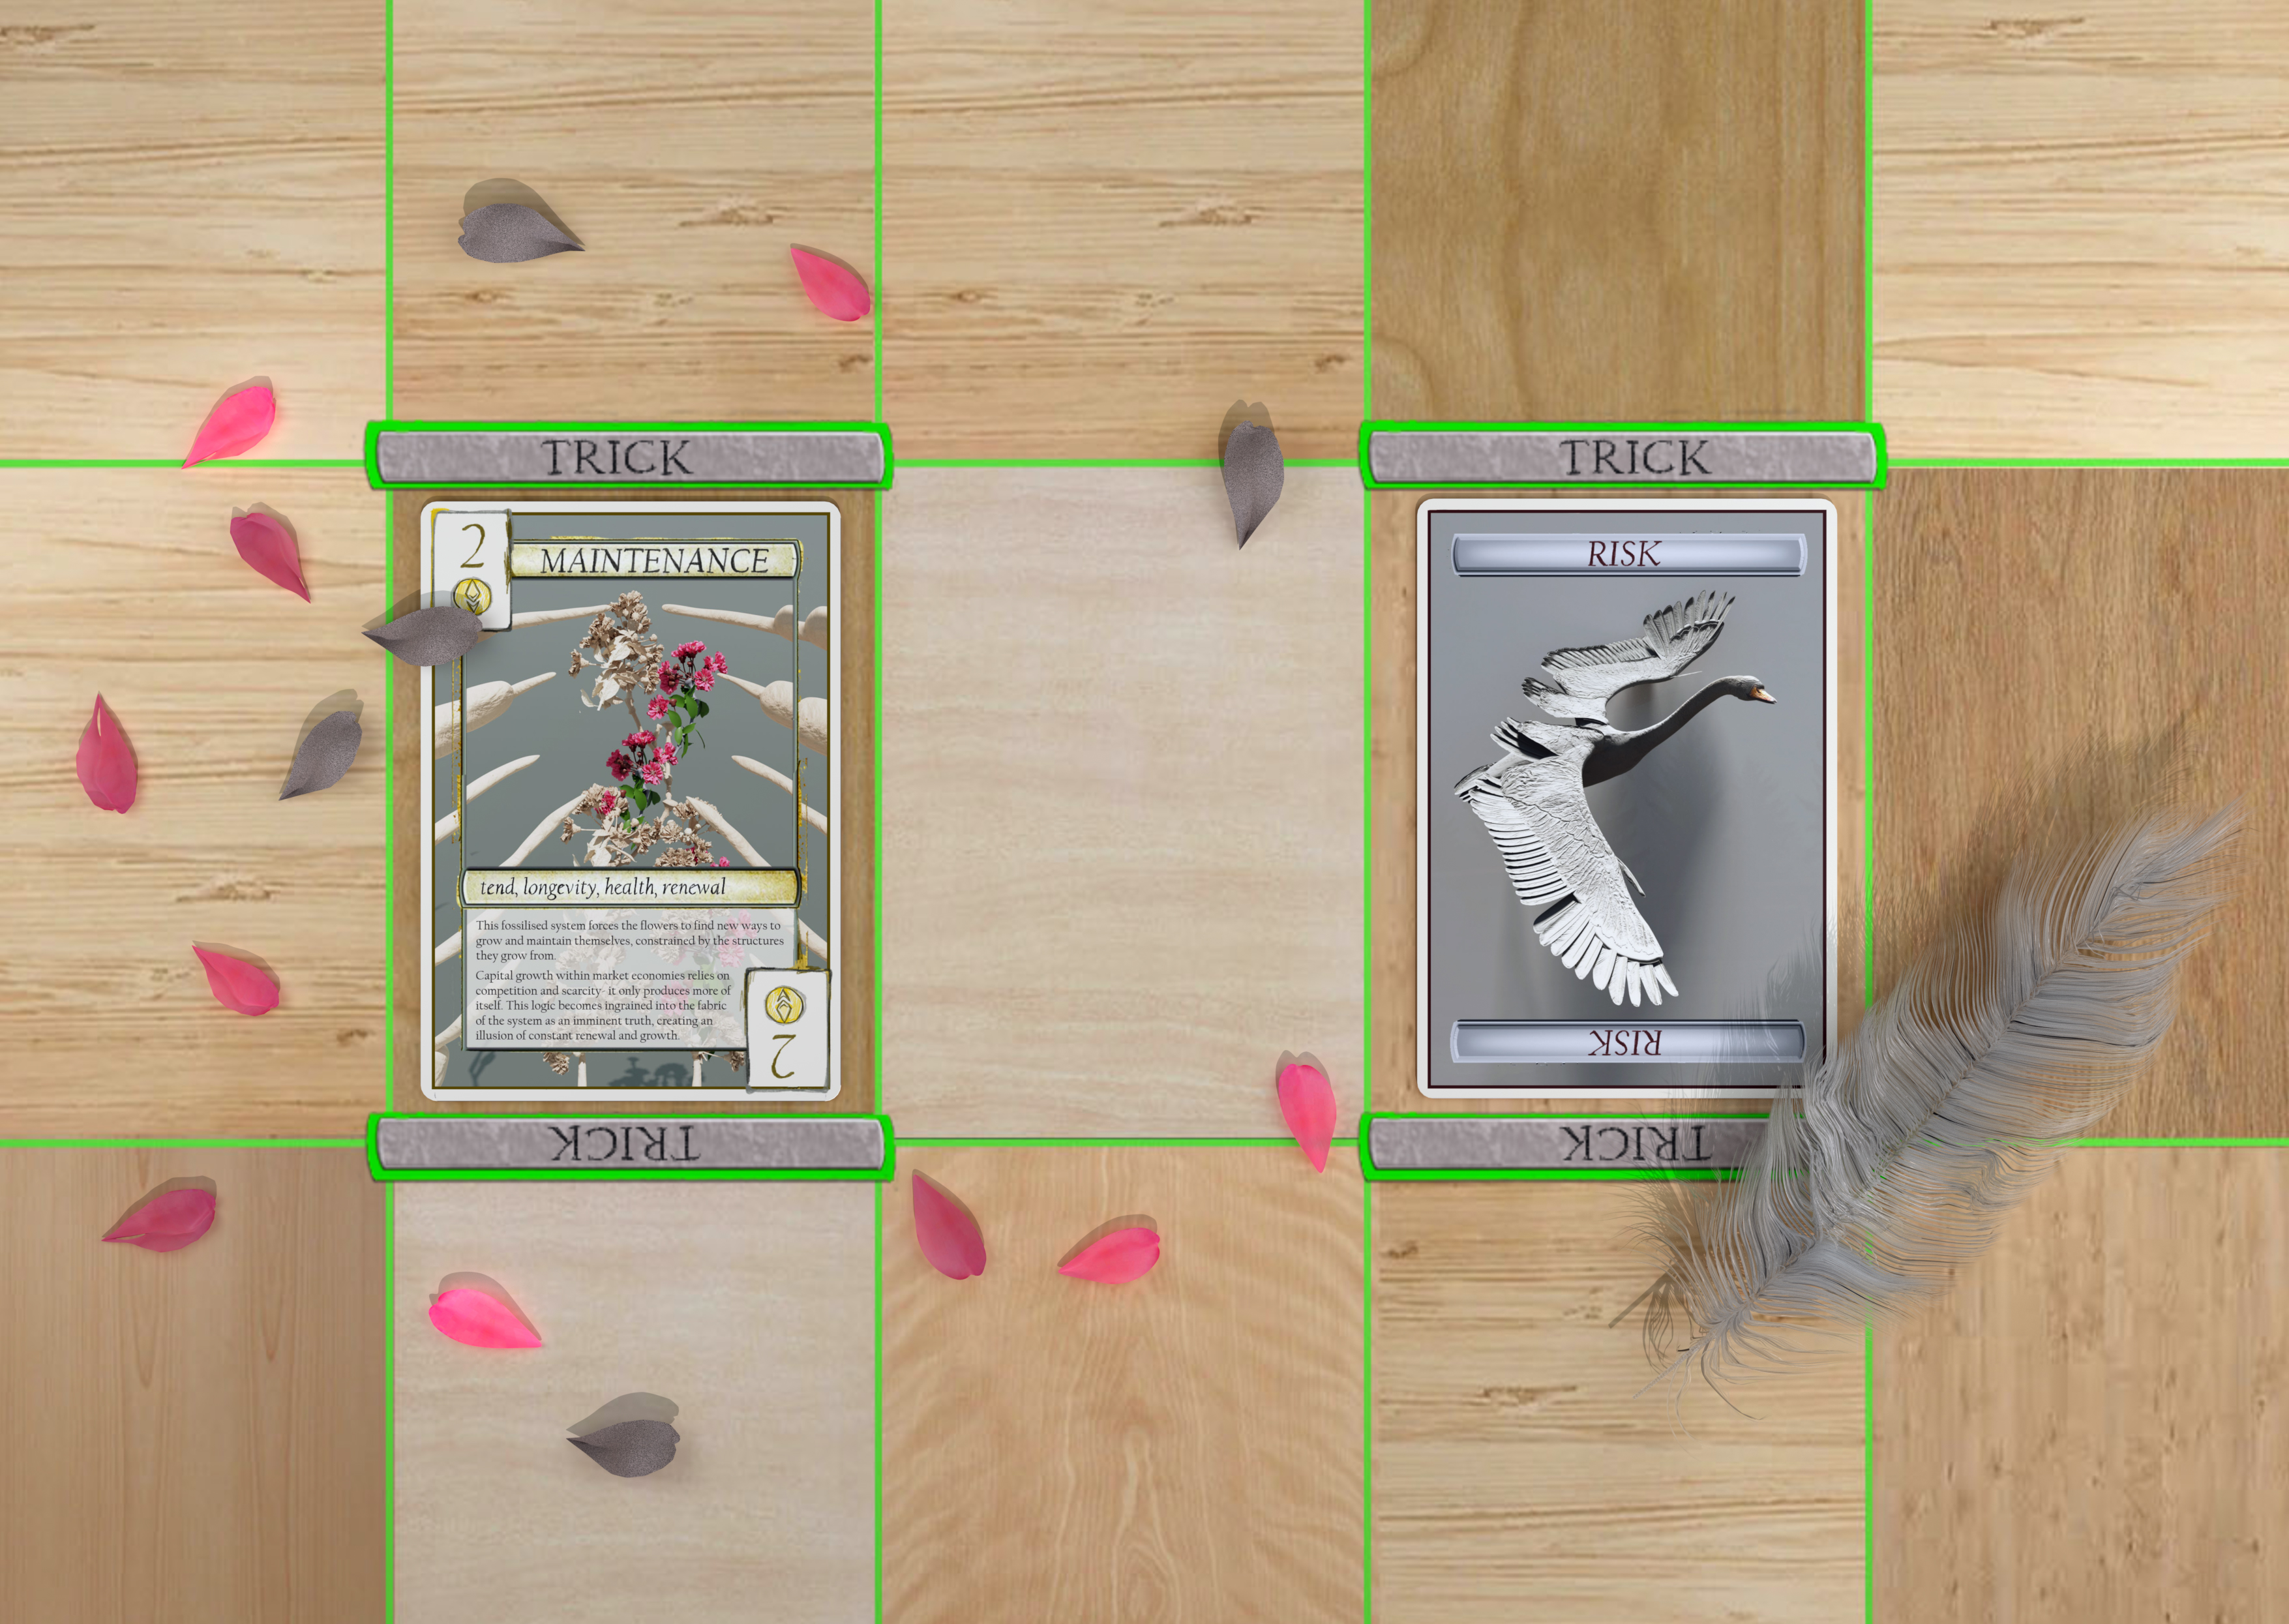 TRICK
TRICK
2
MAINTENANCE
tend, longevity, health, renewal
This fossilised system forces the flowers to find new ways to
grow and maintain themselves, constrained by the structures
they grow from.
Capital growth within market economies relies on
competition and scarcity- it only produces more of
itself. This logic becomes ingrained into the fabric
of the system as an imminent truth, creating an
illusion of constant renewal and growth.
2
RISK
RISK
TRICK
TRICK